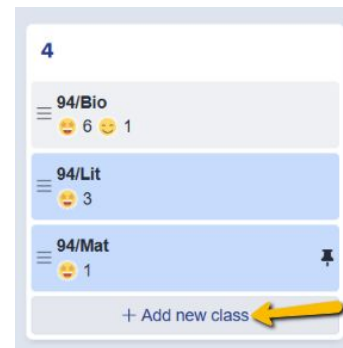 4
94/Bio
🤩 6 😊 1
94/Lit
🤩 3
94/Mat
🤩 1
+ Add new class